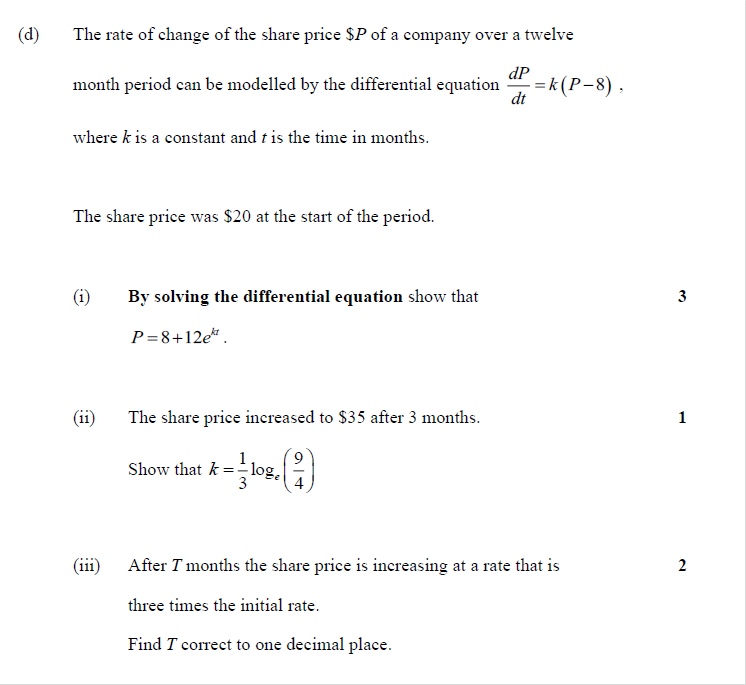 (d) The rate of change of the share price $P of a company over a twelve
month period can be modelled by the differential equation dP/dt = k(P−8) ,
where k is a constant and t is the time in months.
The share price was $20 at the start of the period.
(i) By solving the differential equation show that 3
P=8+12e^{kt} .
(ii) The share price increased to $35 after 3 months. 1
Show that k = 1/3 log_e (9/4)
(iii) After T months the share price is increasing at a rate that is 2
three times the initial rate.
Find T correct to one decimal place.